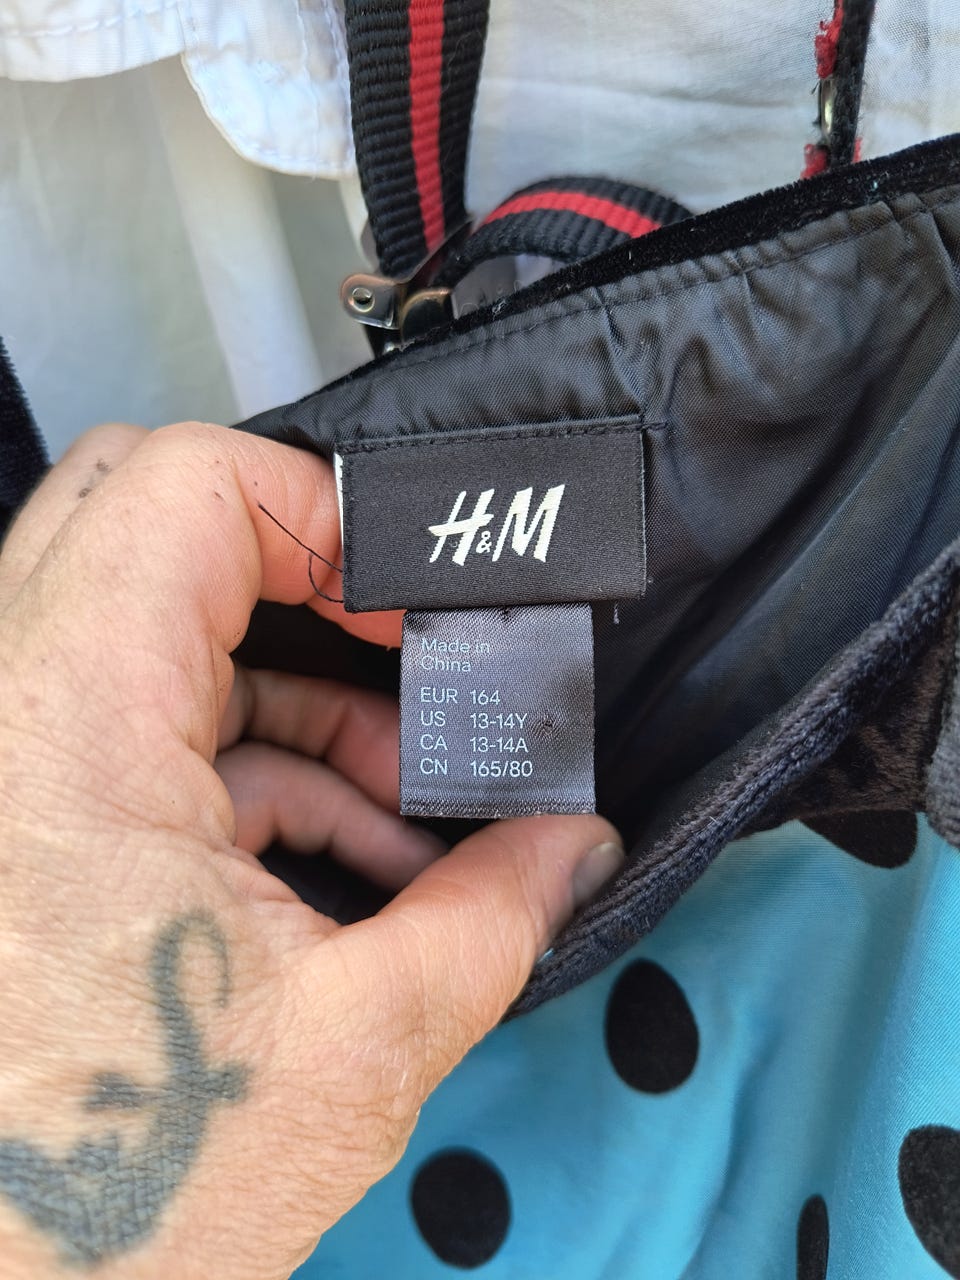 H&M
Made in
China
EUR 164
US 13-14Y
CA 13-14A
CN 165/80